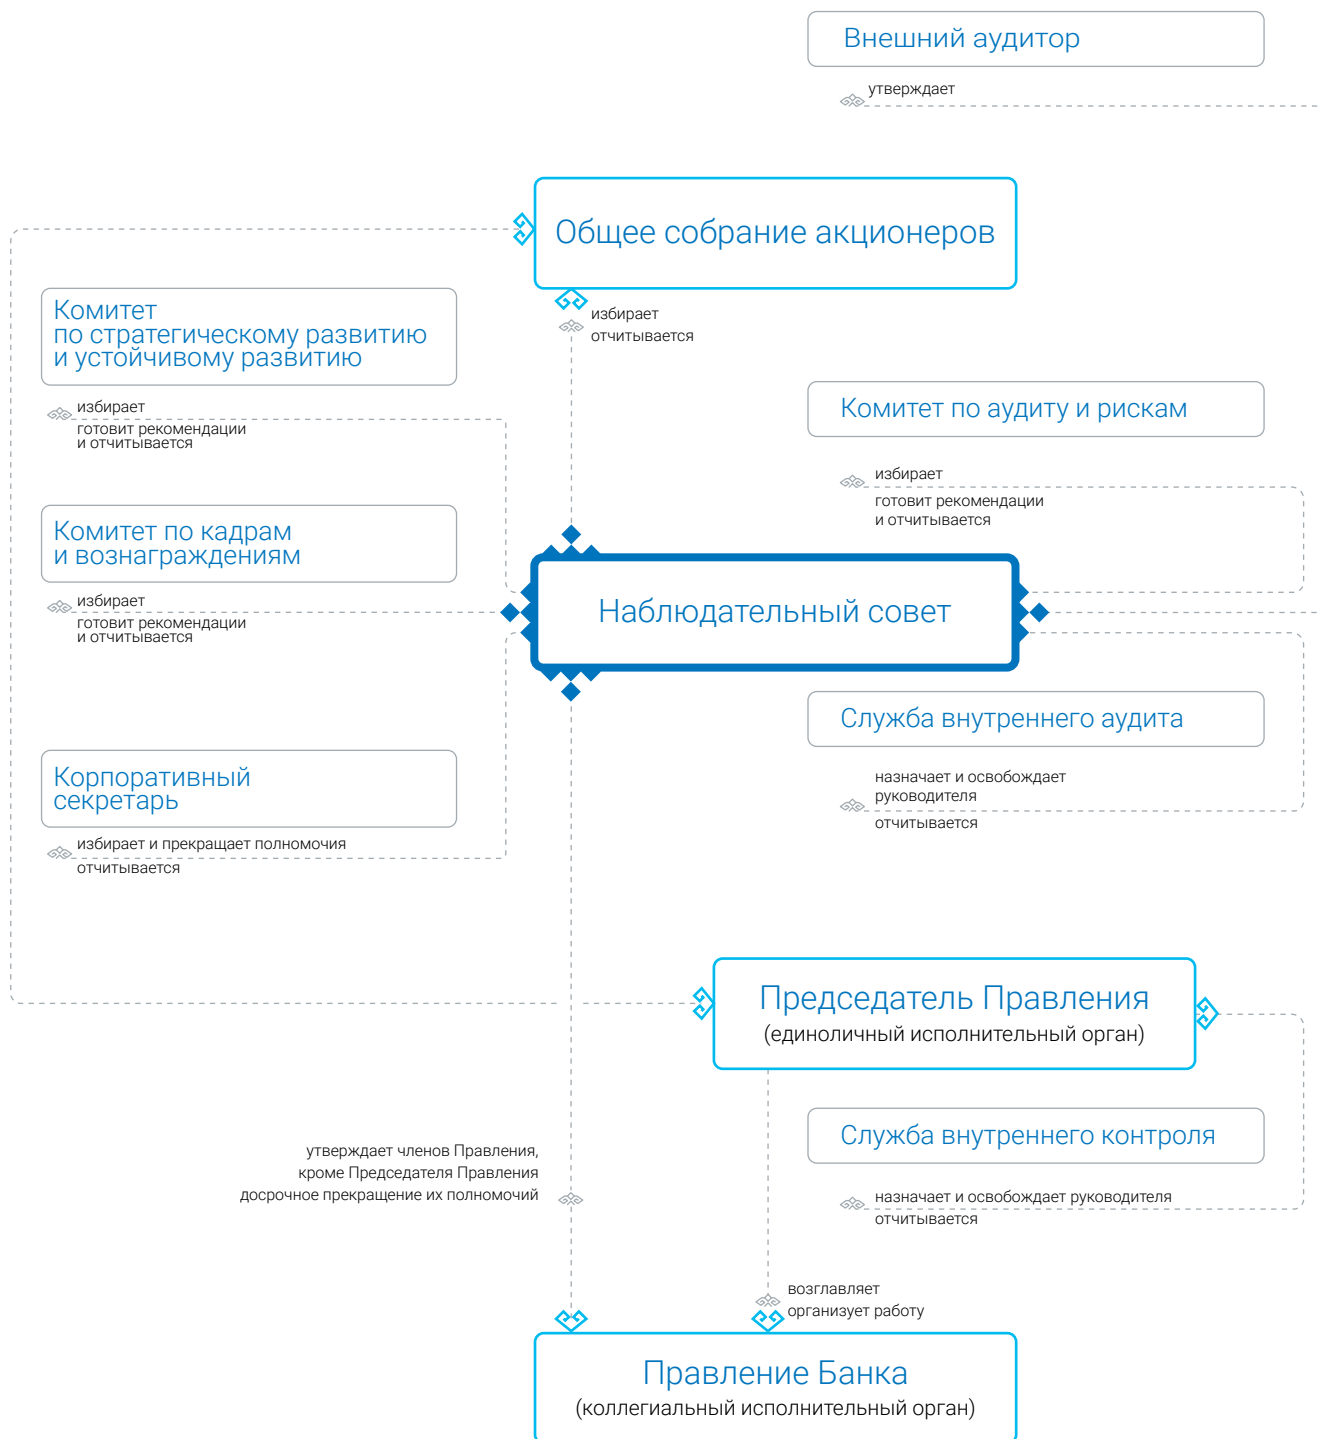 Внешний аудитор
утверждает
Общее собрание акционеров
избирает
отчитывается
Комитет
по стратегическому развитию
и устойчивому развитию
избирает
готовит рекомендации
и отчитывается
Комитет по аудиту и рискам
избирает
готовит рекомендации
и отчитывается
Комитет по кадрам
и вознаграждениям
избирает
готовит рекомендации
и отчитывается
Наблюдательный совет
Служба внутреннего аудита
назначает и освобождает
руководителя
отчитывается
Корпоративный
секретарь
избирает и прекращает полномочия
отчитывается
Председатель Правления
(единоличный исполнительный орган)
Служба внутреннего контроля
назначает и освобождает руководителя
отчитывается
утверждает членов Правления,
кроме Председателя Правления
досрочное прекращение их полномочий
возглавляет
организует работу
Правление Банка
(коллегиальный исполнительный орган)